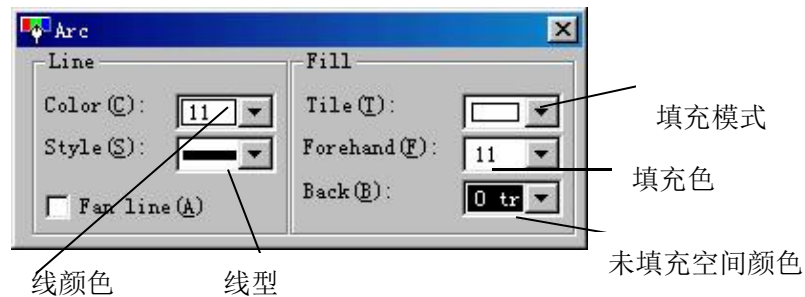 Arc
Line
Fill
Color(C):
11
Tile(T):
填充模式
Style(S):
Forehand(F):
11
填充色
Fan line(A)
Back(B):
0 tr
未填充空间颜色
线颜色
线型